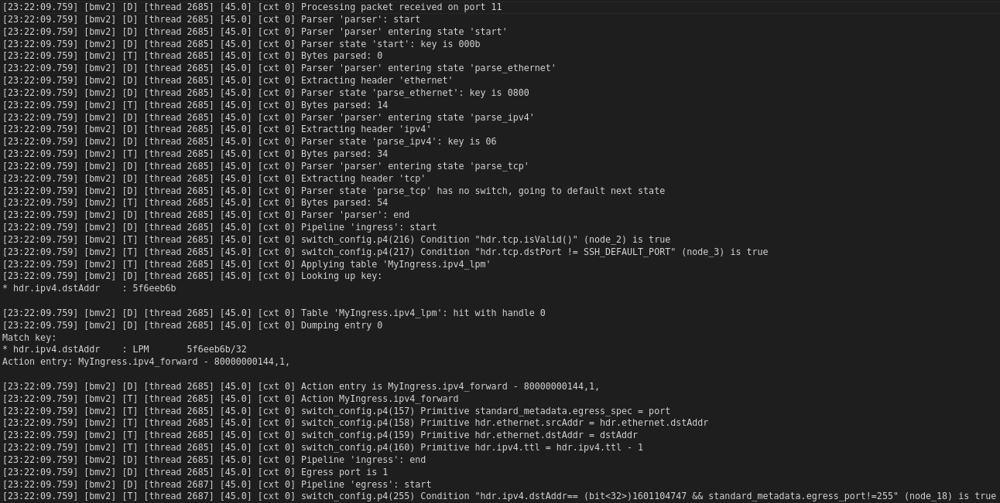 [23:22:09.759] [bmv2] [D] [thread 2685] [45.0] [cxt 0] Processing packet received on port 11
[23:22:09.759] [bmv2] [D] [thread 2685] [45.0] [cxt 0] Parser 'parser': start
[23:22:09.759] [bmv2] [D] [thread 2685] [45.0] [cxt 0] Parser 'parser' entering state 'start'
[23:22:09.759] [bmv2] [D] [thread 2685] [45.0] [cxt 0] Parser state 'start': key is 000b
[23:22:09.759] [bmv2] [T] [thread 2685] [45.0] [cxt 0] Bytes parsed: 0
[23:22:09.759] [bmv2] [D] [thread 2685] [45.0] [cxt 0] Parser 'parser' entering state 'parse_ethernet'
[23:22:09.759] [bmv2] [D] [thread 2685] [45.0] [cxt 0] Extracting header 'ethernet'
[23:22:09.759] [bmv2] [D] [thread 2685] [45.0] [cxt 0] Parser state 'parse_ethernet': key is 0800
[23:22:09.759] [bmv2] [T] [thread 2685] [45.0] [cxt 0] Bytes parsed: 14
[23:22:09.759] [bmv2] [D] [thread 2685] [45.0] [cxt 0] Parser 'parser' entering state 'parse_ipv4'
[23:22:09.759] [bmv2] [D] [thread 2685] [45.0] [cxt 0] Extracting header 'ipv4'
[23:22:09.759] [bmv2] [D] [thread 2685] [45.0] [cxt 0] Parser state 'parse_ipv4': key is 06
[23:22:09.759] [bmv2] [T] [thread 2685] [45.0] [cxt 0] Bytes parsed: 34
[23:22:09.759] [bmv2] [D] [thread 2685] [45.0] [cxt 0] Parser 'parser' entering state 'parse_tcp'
[23:22:09.759] [bmv2] [D] [thread 2685] [45.0] [cxt 0] Extracting header 'tcp'
[23:22:09.759] [bmv2] [D] [thread 2685] [45.0] [cxt 0] Parser state 'parse_tcp' has no switch, going to default next state
[23:22:09.759] [bmv2] [T] [thread 2685] [45.0] [cxt 0] Bytes parsed: 54
[23:22:09.759] [bmv2] [D] [thread 2685] [45.0] [cxt 0] Parser 'parser': end
[23:22:09.759] [bmv2] [D] [thread 2685] [45.0] [cxt 0] Pipeline 'ingress': start
[23:22:09.759] [bmv2] [T] [thread 2685] [45.0] [cxt 0] switch_config.p4(216) Condition "hdr.tcp.isValid()" (node_2) is true
[23:22:09.759] [bmv2] [T] [thread 2685] [45.0] [cxt 0] switch_config.p4(217) Condition "hdr.tcp.dstPort != SSH_DEFAULT_PORT" (node_3) is true
[23:22:09.759] [bmv2] [T] [thread 2685] [45.0] [cxt 0] Applying table 'MyIngress.ipv4_lpm'
[23:22:09.759] [bmv2] [D] [thread 2685] [45.0] [cxt 0] Looking up key:
* hdr.ipv4.dstAddr    : 5f6eeb6b
[23:22:09.759] [bmv2] [D] [thread 2685] [45.0] [cxt 0] Table 'MyIngress.ipv4_lpm': hit with handle 0
[23:22:09.759] [bmv2] [D] [thread 2685] [45.0] [cxt 0] Dumping entry 0
Match key:
* hdr.ipv4.dstAddr    : LPM       5f6eeb6b/32
Action entry: MyIngress.ipv4_forward - 80000000144,1,
[23:22:09.759] [bmv2] [D] [thread 2685] [45.0] [cxt 0] Action entry is MyIngress.ipv4_forward - 80000000144,1,
[23:22:09.759] [bmv2] [T] [thread 2685] [45.0] [cxt 0] Action MyIngress.ipv4_forward
[23:22:09.759] [bmv2] [T] [thread 2685] [45.0] [cxt 0] switch_config.p4(157) Primitive standard_metadata.egress_spec = port
[23:22:09.759] [bmv2] [T] [thread 2685] [45.0] [cxt 0] switch_config.p4(158) Primitive hdr.ethernet.srcAddr = hdr.ethernet.dstAddr
[23:22:09.759] [bmv2] [T] [thread 2685] [45.0] [cxt 0] switch_config.p4(159) Primitive hdr.ethernet.dstAddr = dstAddr
[23:22:09.759] [bmv2] [T] [thread 2685] [45.0] [cxt 0] switch_config.p4(160) Primitive hdr.ipv4.ttl = hdr.ipv4.ttl - 1
[23:22:09.759] [bmv2] [D] [thread 2685] [45.0] [cxt 0] Pipeline 'ingress': end
[23:22:09.759] [bmv2] [D] [thread 2685] [45.0] [cxt 0] Egress port is 1
[23:22:09.759] [bmv2] [D] [thread 2687] [45.0] [cxt 0] Pipeline 'egress': start
[23:22:09.759] [bmv2] [T] [thread 2687] [45.0] [cxt 0] switch_config.p4(255) Condition "hdr.ipv4.dstAddr== (bit<32>)1601104747 && standard_metadata.egress_port!=255" (node_18) is true